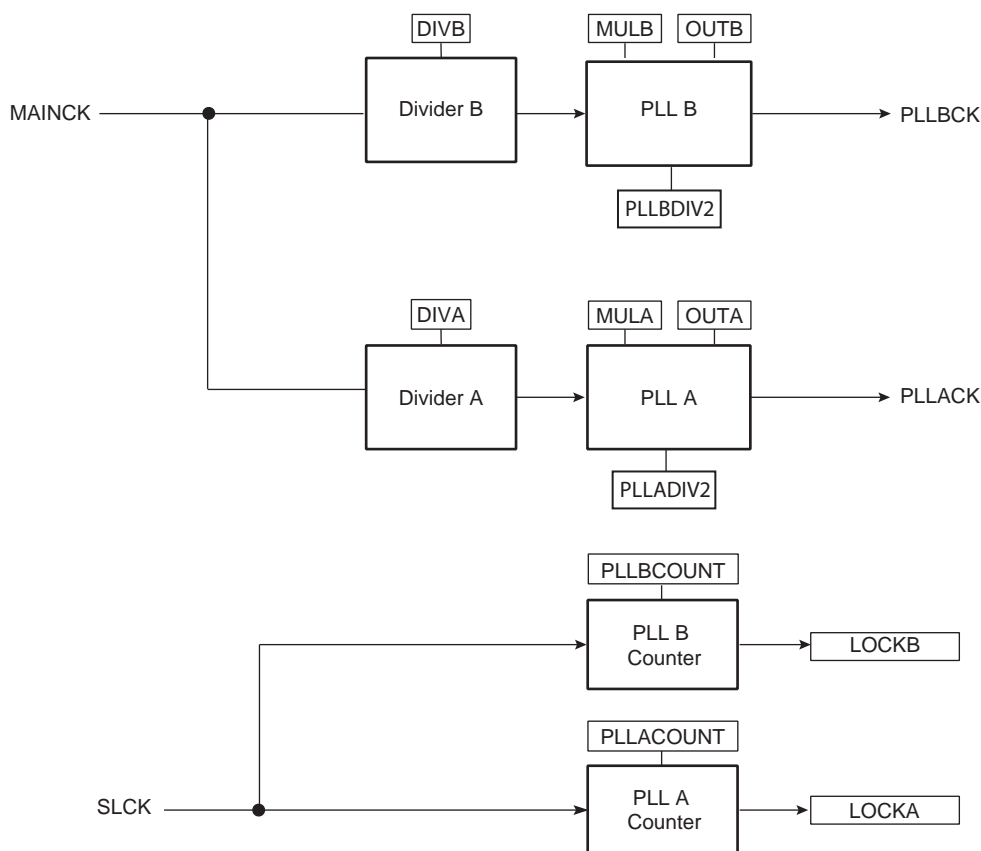 DIVB
MULB
OUTB
MAINCK
Divider B
PLL B
PLLBCK
PLLBDIV2
DIVA
MULA
OUTA
Divider A
PLL A
PLLACK
PLLADIV2
PLLBCOUNT
PLL B
Counter
LOCKB
PLLACOUNT
SLCK
PLL A
Counter
LOCKA